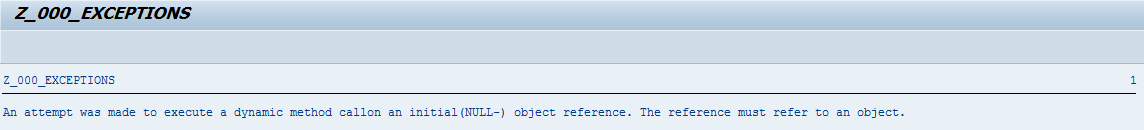 Z_000_EXCEPTIONS
Z_000_EXCEPTIONS 1
An attempt was made to execute a dynamic method callon an initial(NULL-) object reference. The reference must refer to an object.